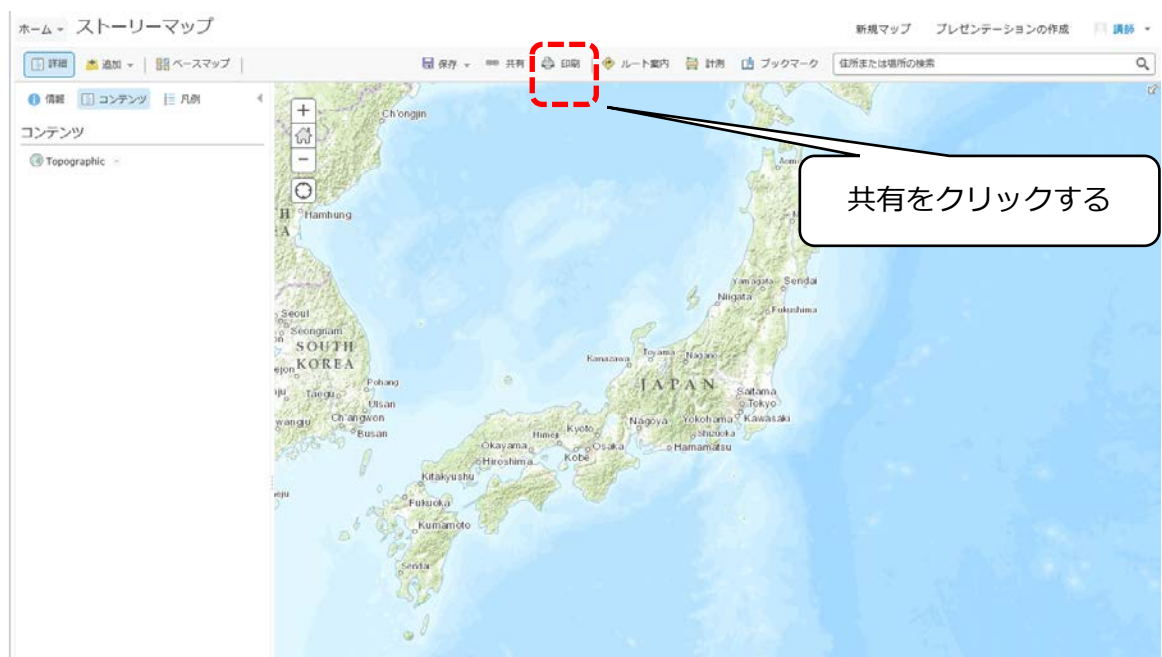 ホーム ストーリーマップ 新規マップ プレゼンテーションの作成 講師
詳細 追加 ベースマップ 保存 共有 印刷 ルート案内 計測 ブックマーク 住所または場所の検索
情報 コンテンツ 凡例
コンテンツ
Topographic
共有をクリックする
Ch'ongjin
Hamhung
Yamagata Sendai
Niigata
Fukushima
Seoul
Seongnam
SOUTH
KOREA
Kanazawa Toyama Nagano
JAPAN
Pohang
Taegu
Ulsan
Saitama
Tokyo
Ch'angwon
Busan
Himeji Kyoto Nagoya Yokohama Kawasaki
Shizuoka
Okayama Osaka Hamamatsu
Hiroshima Kobe
Kitakyushu
Fukuoka
Kumamoto
Sendai